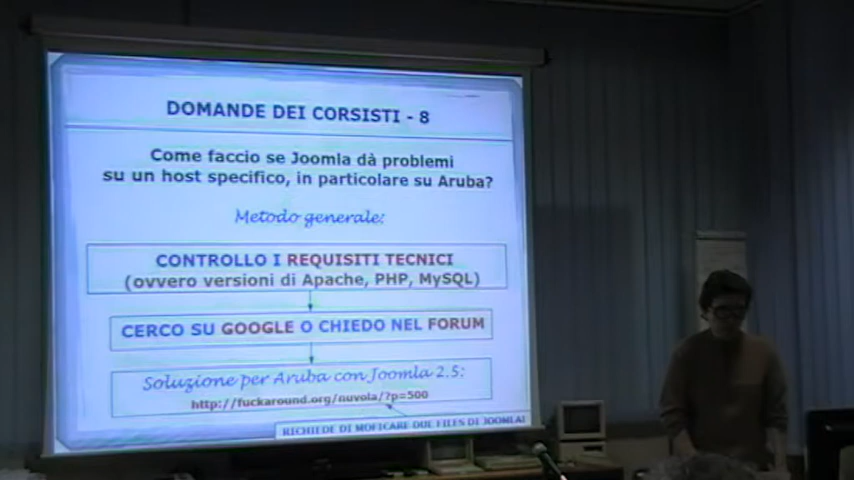 DOMANDE DEI CORSISTI - 8
Come faccio se Joomla dà problemi
su un host specifico, in particolare su Aruba?
Metodo generale:
CONTROLLO I REQUISITI TECNICI
(ovvero versioni di Apache, PHP, MySQL)
CERCO SU GOOGLE O CHIEDO NEL FORUM
Soluzione per Aruba con Joomla 2.5:
http://fuckaround.org/nuvola/?p=500
RICHIEDE DI MOFICARE DUE FILES DI JOOMLA!